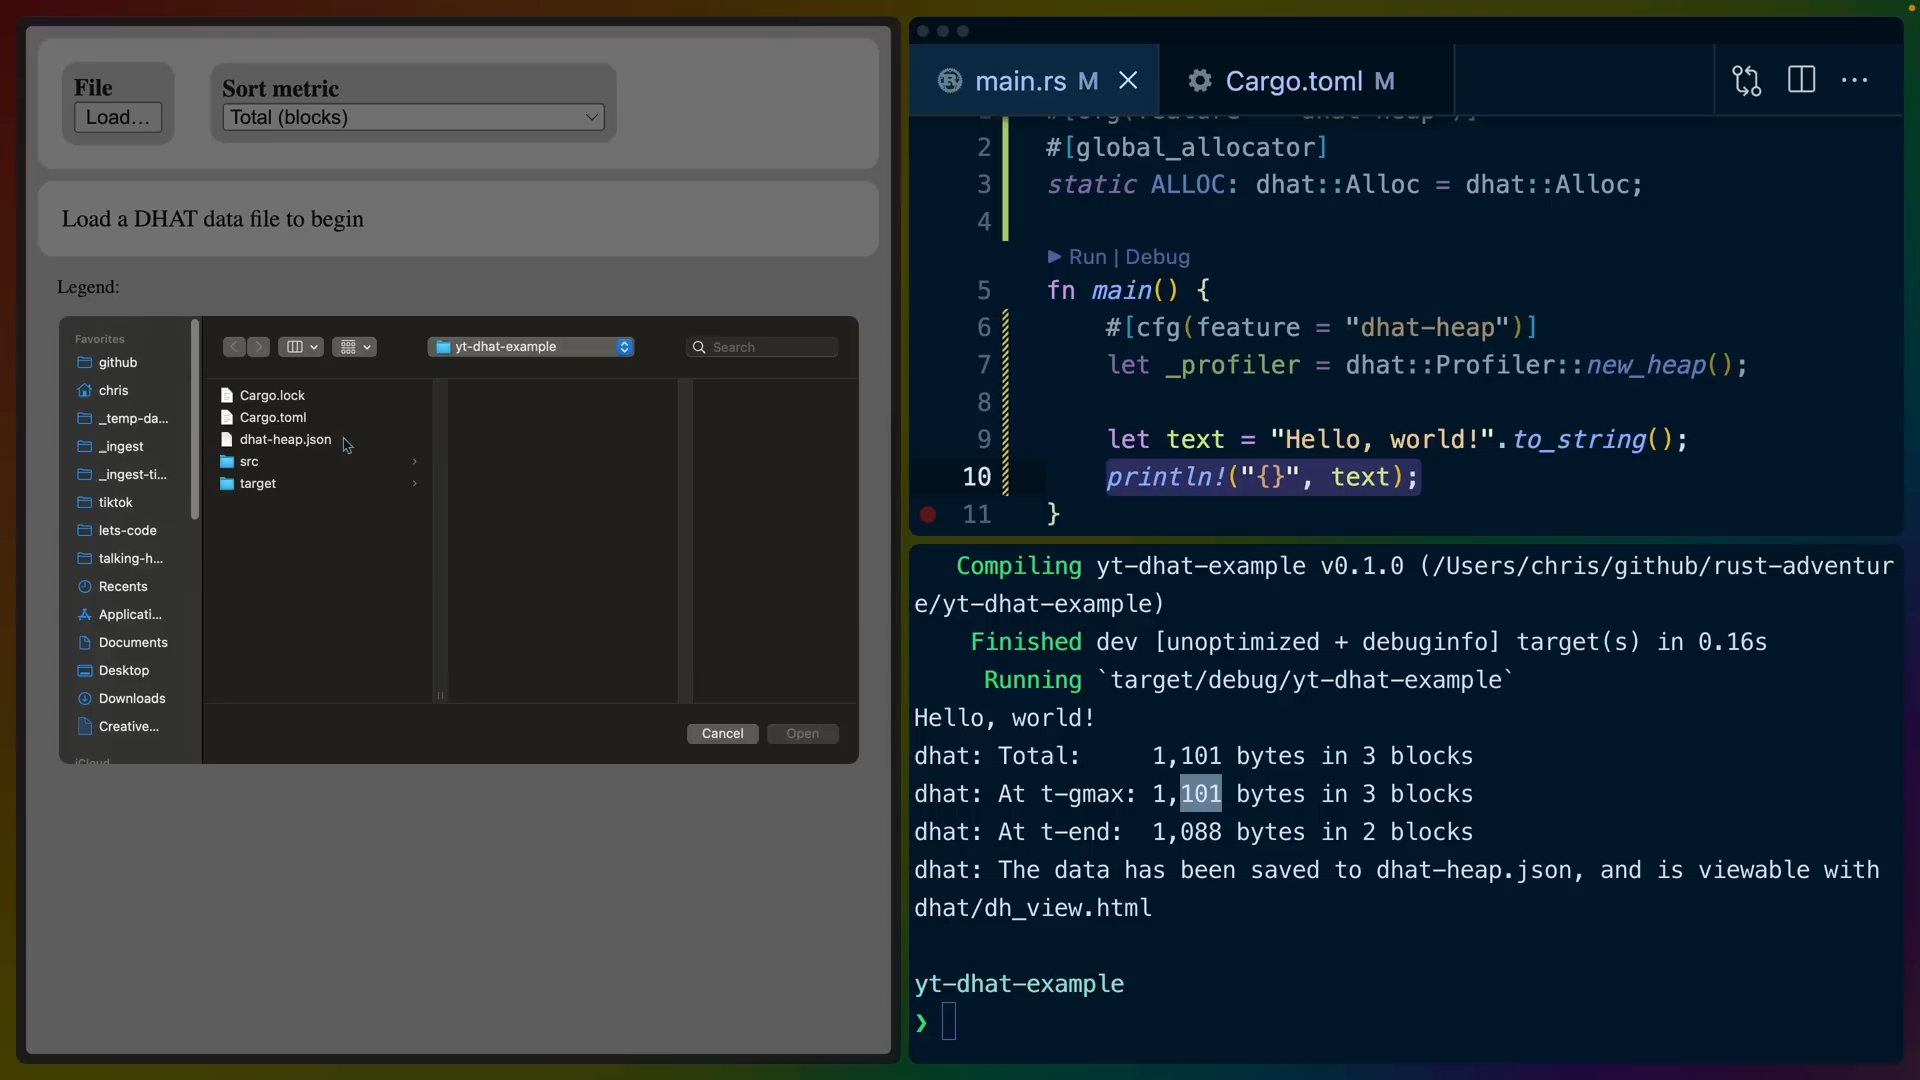 File
Load...
Sort metric
Total (blocks)
Load a DHAT data file to begin
Legend:
Favorites
github
chris
_temp-da...
_ingest
_ingest-ti...
tiktok
lets-code
talking-h...
Recents
Applicati...
Documents
Desktop
Downloads
Creative...
iCloud
yt-dhat-example
Search
Cargo.lock
Cargo.toml
dhat-heap.json
src
target
Cancel
Open
main.rs M
Cargo.toml M
2 #[global_allocator]
3 static ALLOC: dhat::Alloc = dhat::Alloc;
4
Run | Debug
5 fn main() {
6 #[cfg(feature = "dhat-heap")]
7 let _profiler = dhat::Profiler::new_heap();
8
9 let text = "Hello, world!".to_string();
10 println!("{}", text);
11 }
Compiling yt-dhat-example v0.1.0 (/Users/chris/github/rust-adventur
e/yt-dhat-example)
Finished dev [unoptimized + debuginfo] target(s) in 0.16s
Running `target/debug/yt-dhat-example`
Hello, world!
dhat: Total: 1,101 bytes in 3 blocks
dhat: At t-gmax: 1,101 bytes in 3 blocks
dhat: At t-end: 1,088 bytes in 2 blocks
dhat: The data has been saved to dhat-heap.json, and is viewable with
dhat/dh_view.html
yt-dhat-example
❯